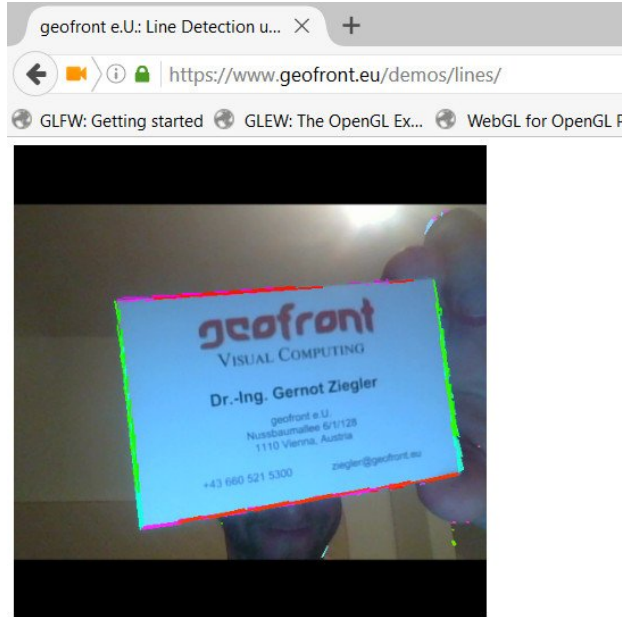 geofront e.U.: Line Detection u...
https://www.geofront.eu/demos/lines/
GLFW: Getting started GLEW: The OpenGL Ex... WebGL for OpenGL P
geofront
VISUAL COMPUTING
Dr.-Ing. Gernot Ziegler
geofront e.U.
Nussbaumallee 6/1/128
1110 Vienna, Austria
+43 660 521 5300 ziegler@geofront.eu